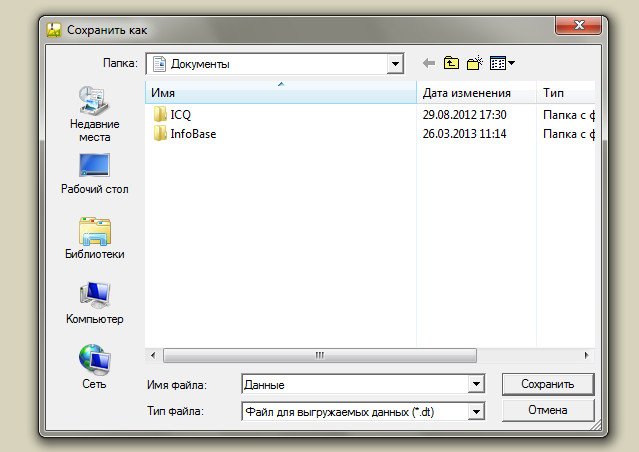 Сохранить как
Папка: Документы
Имя Дата изменения Тип
ICQ 29.08.2012 17:30 Папка с ф
InfoBase 26.03.2013 11:14 Папка с ф
Недавние
места
Рабочий стол
Библиотеки
Компьютер
Сеть
Имя файла: Данные Сохранить
Тип файла: Файл для выгружаемых данных (*.dt) Отмена